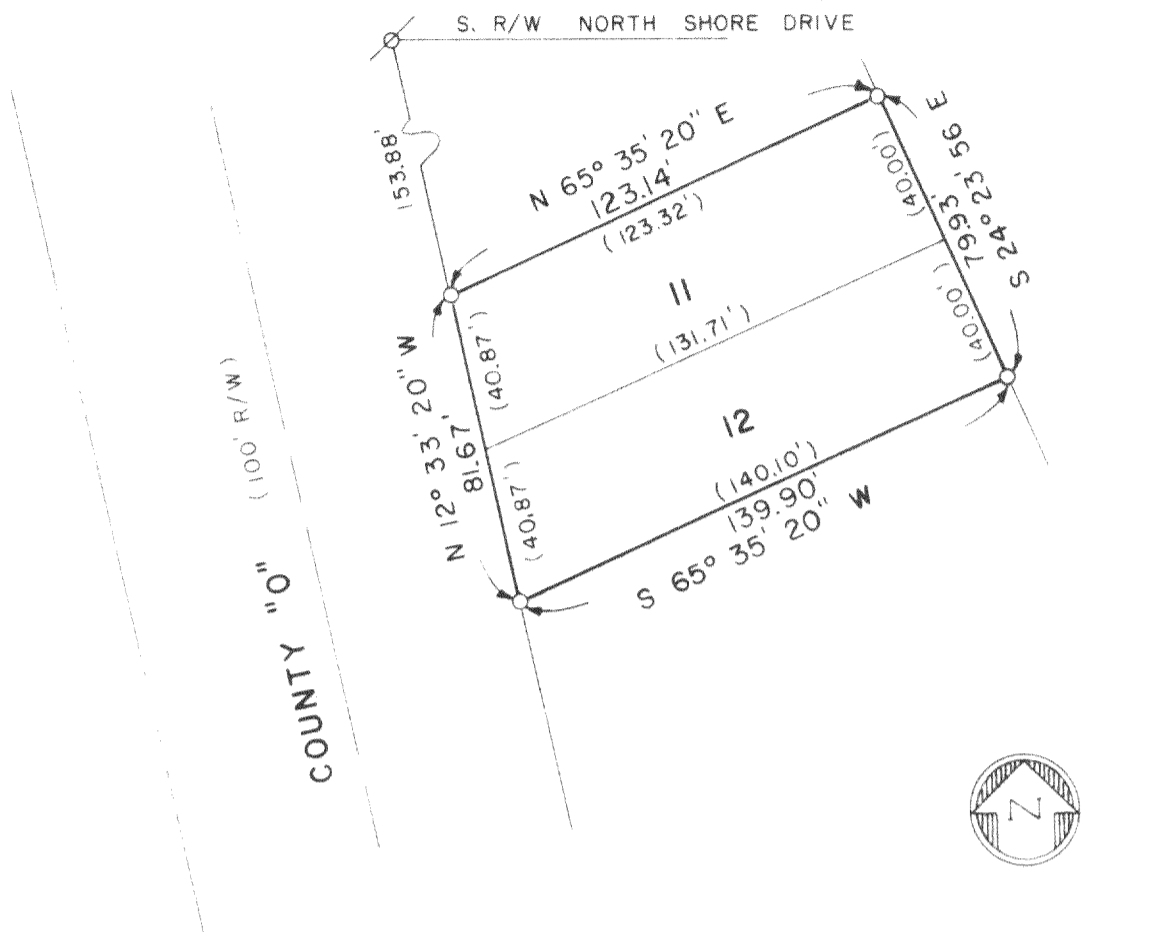 S. R/W NORTH SHORE DRIVE
153.88'
N 65° 35' 20" E
123.14'
(123.32')
(40.00')
S 24° 23' 56 E
79.93'
(40.00')
11
(131.71')
(40.87')
N 12° 33' 20" W
81.67'
(40.87')
12
(140.10')
139.90'
S 65° 35' 20" W
(100' R/W)
COUNTY "O"
N